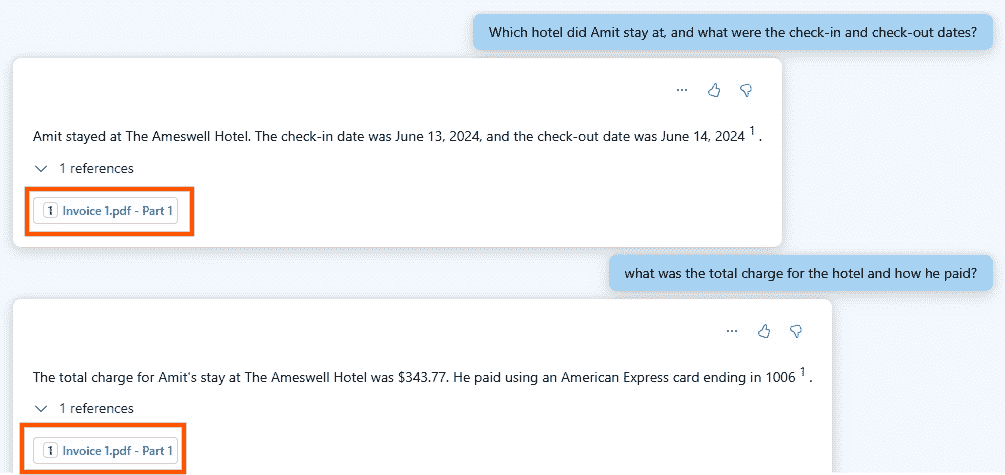 Which hotel did Amit stay at, and what were the check-in and check-out dates?
...
Amit stayed at The Ameswell Hotel. The check-in date was June 13, 2024, and the check-out date was June 14, 2024 1 .
1 references
1 Invoice 1.pdf - Part 1
what was the total charge for the hotel and how he paid?
...
The total charge for Amit's stay at The Ameswell Hotel was $343.77. He paid using an American Express card ending in 1006 1 .
1 references
1 Invoice 1.pdf - Part 1